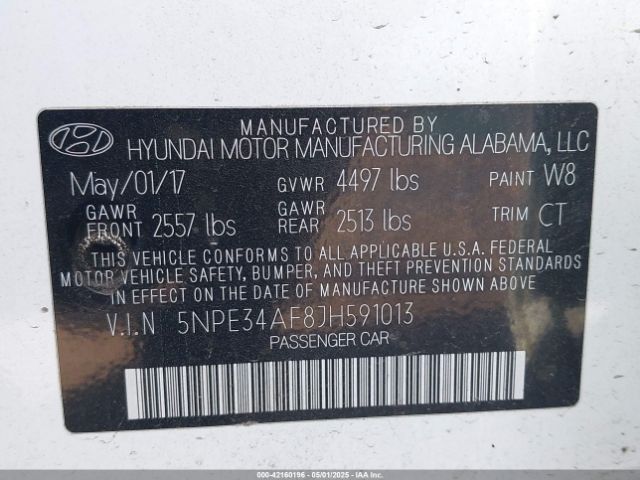 MANUFACTURED BY
HYUNDAI MOTOR MANUFACTURING ALABAMA, LLC
May/01/17 GVWR 4497 lbs PAINT W8
GAWR FRONT 2557 lbs GAWR REAR 2513 lbs TRIM CT
THIS VEHICLE CONFORMS TO ALL APPLICABLE U.S.A. FEDERAL
MOTOR VEHICLE SAFETY, BUMPER, AND THEFT PREVENTION STANDARDS
IN EFFECT ON THE DATE OF MANUFACTURE SHOWN ABOVE
V.I.N 5NPE34AF8JH591013
PASSENGER CAR
000-42160196 - 05/01/2025 - COPART.COM